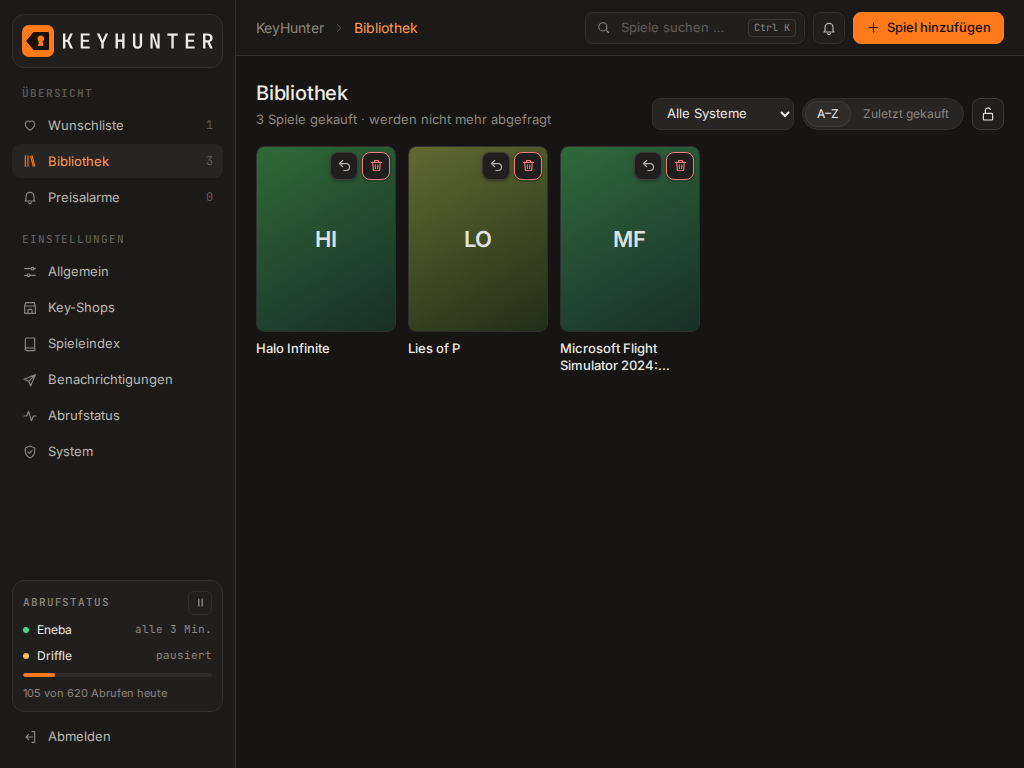 KEYHUNTER
ÜBERSICHT
Wunschliste 1
Bibliothek 3
Preisalarme 0
EINSTELLUNGEN
Allgemein
Key-Shops
Spieleindex
Benachrichtigungen
Abrufstatus
System
ABRUFSTATUS
Eneba alle 3 Min.
Driffle pausiert
105 von 620 Abrufen heute
Abmelden
KeyHunter > Bibliothek
Spiele suchen ... Ctrl K
+ Spiel hinzufügen
Bibliothek
3 Spiele gekauft · werden nicht mehr abgefragt
Alle Systeme
A–Z Zuletzt gekauft
HI
Halo Infinite
LO
Lies of P
MF
Microsoft Flight
Simulator 2024:...